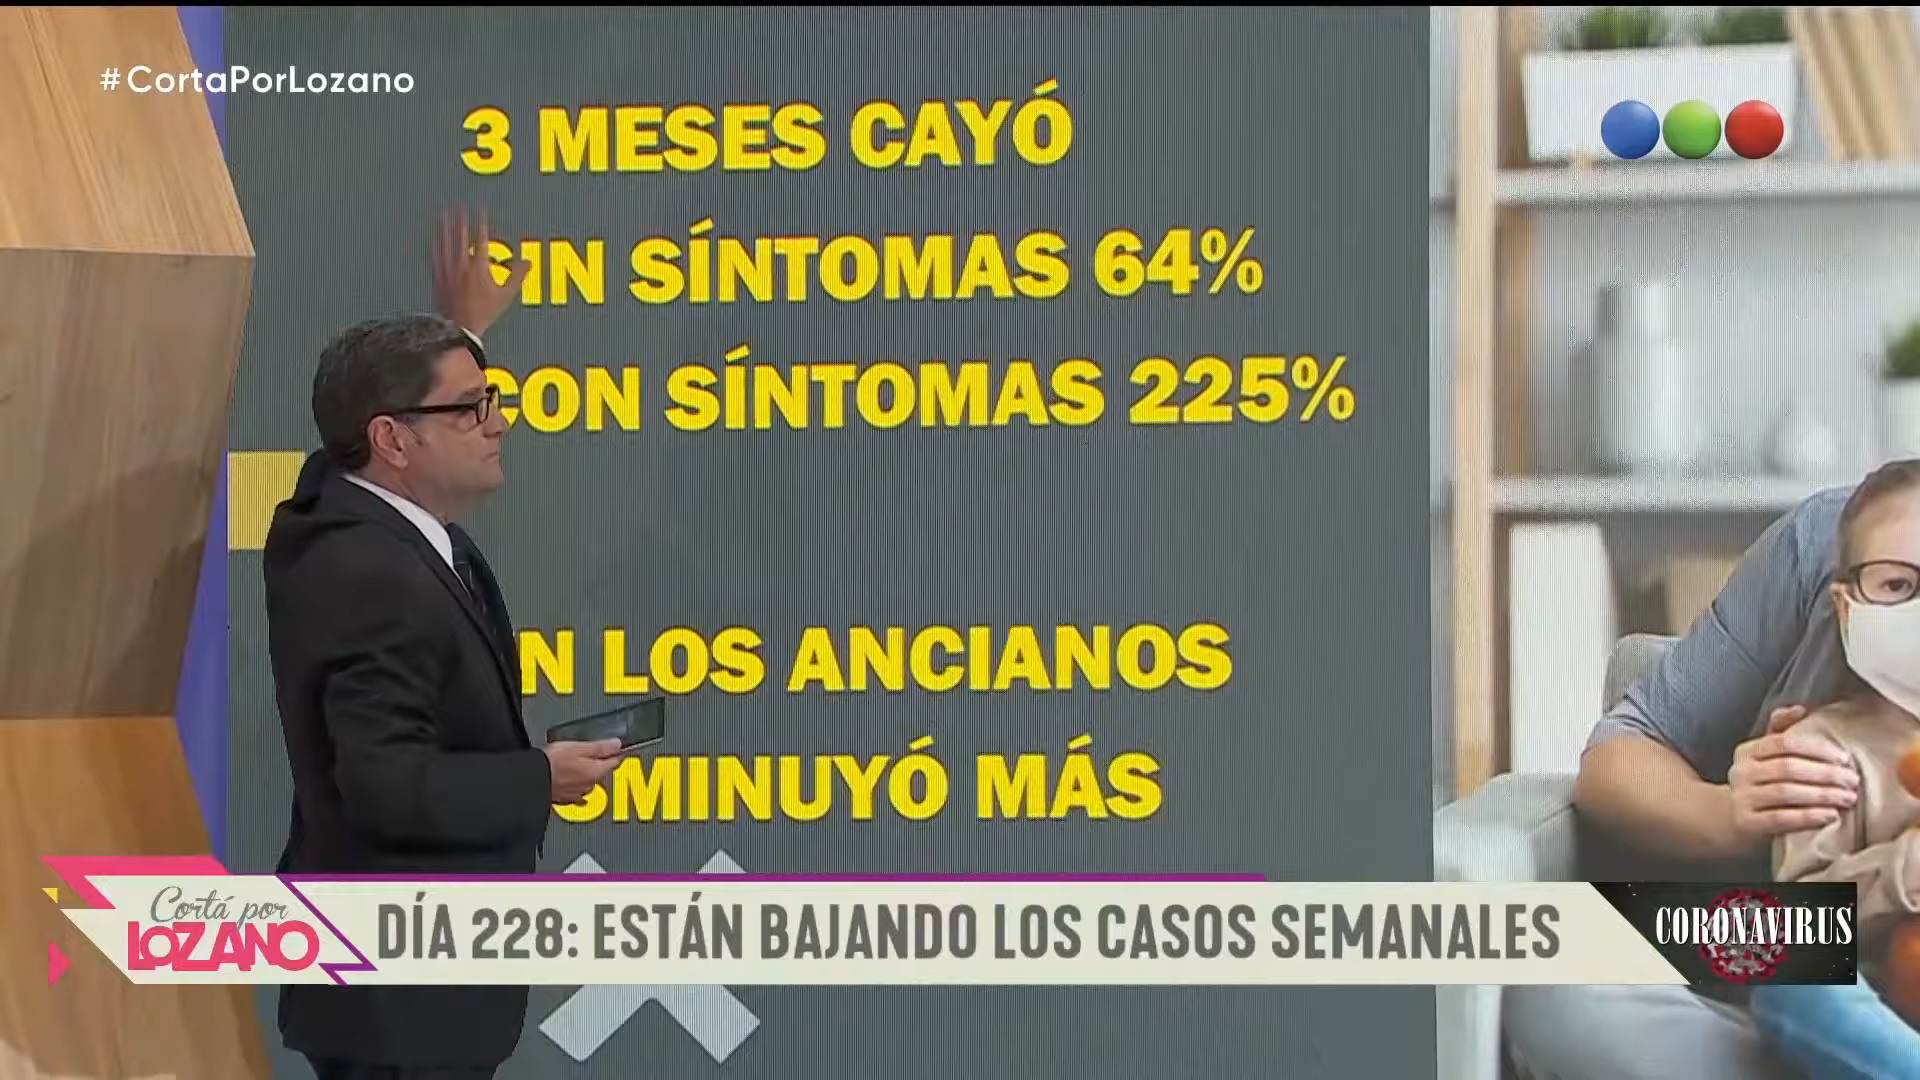 #CortaPorLozano
3 MESES CAYÓ
SIN SÍNTOMAS 64%
CON SÍNTOMAS 225%
LOS ANCIANOS
MÁS
Cortá por
LOZANO
DÍA 228: ESTÁN BAJANDO LOS CASOS SEMANALES
CORONAVIRUS